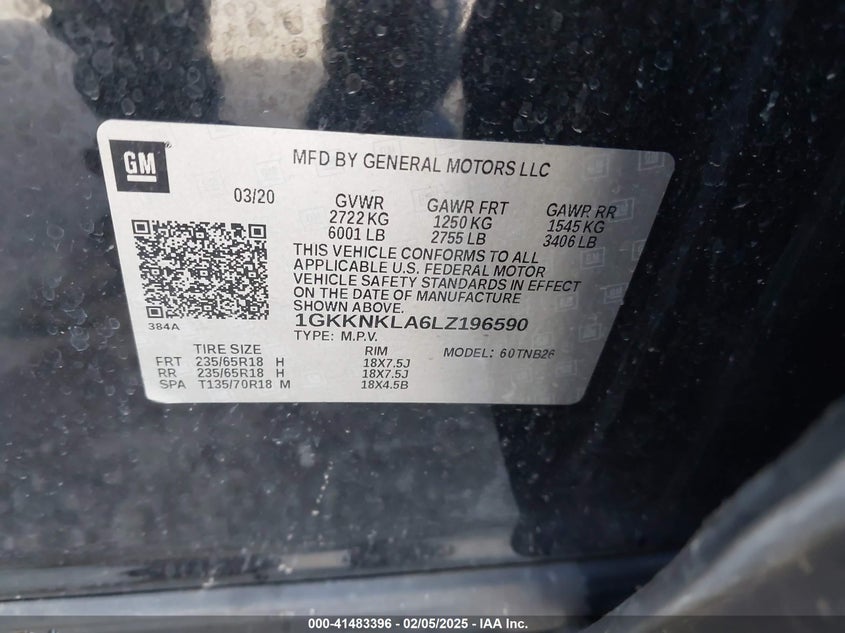 GM
MFD BY GENERAL MOTORS LLC
03/20
GVWR GAWR FRT GAWR RR
2722 KG 1250 KG 1545 KG
6001 LB 2755 LB 3406 LB
THIS VEHICLE CONFORMS TO ALL
APPLICABLE U.S. FEDERAL MOTOR
VEHICLE SAFETY STANDARDS IN EFFECT
ON THE DATE OF MANUFACTURE
SHOWN ABOVE.
384A
1GKKNKLA6LZ196590
TYPE: M.P.V. MODEL: 60TNB26
TIRE SIZE RIM
FRT 235/65R18 H 18X7.5J
RR 235/65R18 H 18X7.5J
SPA T135/70R18 M 18X4.5B
000-41483396 - 02/05/2025 - IAA Inc.